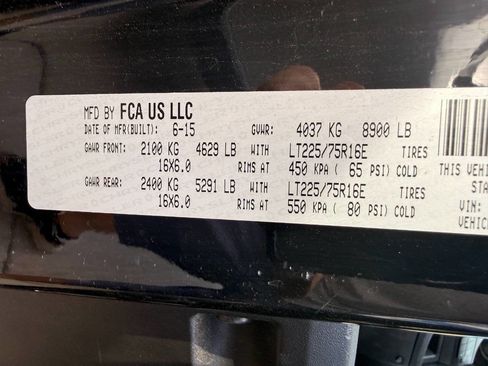 MFD BY FCA US LLC
DATE OF MFR(BUILT): 6-15 GVWR: 4037 KG 8900 LB
GAWR FRONT: 2100 KG 4629 LB WITH LT225/75R16E TIRES
16X6.0 RIMS AT 450 KPA ( 65 PSI) COLD THIS VEHI
GAWR REAR: 2400 KG 5291 LB WITH LT225/75R16E TIRES STA
16X6.0 RIMS AT 550 KPA ( 80 PSI) COLD VIN:
VEHIC